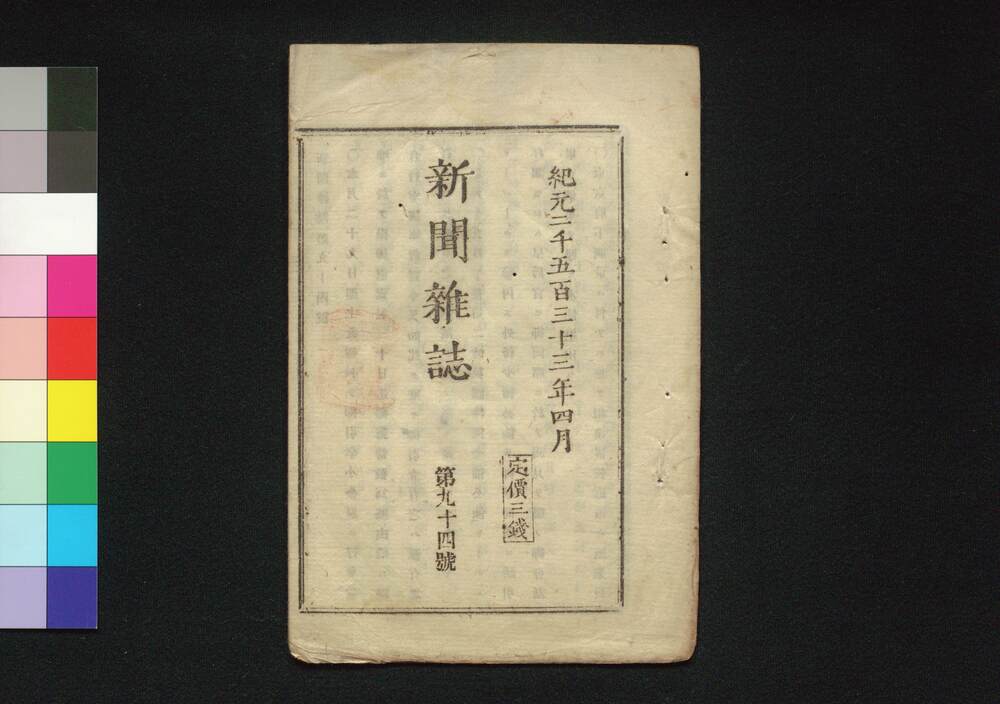 紀元二千五百三十三年四月
定價三錢
新聞雜誌
第九十四號